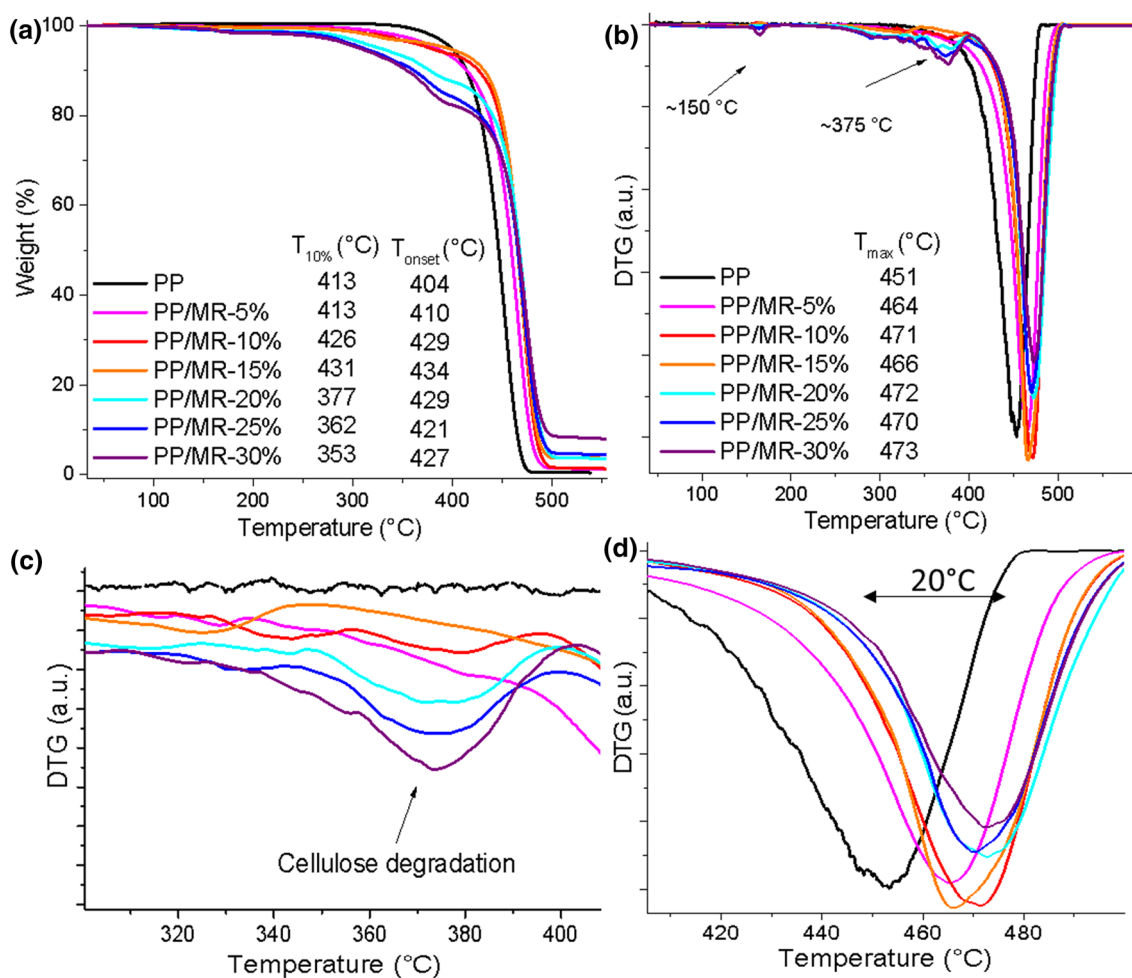 (a)
100
80
60
40
20
0
Weight (%)
T10% (°C) Tonset (°C)
PP 413 404
PP/MR-5% 413 410
PP/MR-10% 426 429
PP/MR-15% 431 434
PP/MR-20% 377 429
PP/MR-25% 362 421
PP/MR-30% 353 427
100 200 300 400 500
Temperature (°C)
(b)
~150 °C
~375 °C
DTG (a.u.)
Tmax (°C)
PP 451
PP/MR-5% 464
PP/MR-10% 471
PP/MR-15% 466
PP/MR-20% 472
PP/MR-25% 470
PP/MR-30% 473
100 200 300 400 500
Temperature (°C)
(c)
DTG (a.u.)
Cellulose degradation
320 340 360 380 400
Temperature (°C)
(d)
20°C
DTG (a.u.)
420 440 460 480
Temperature (°C)